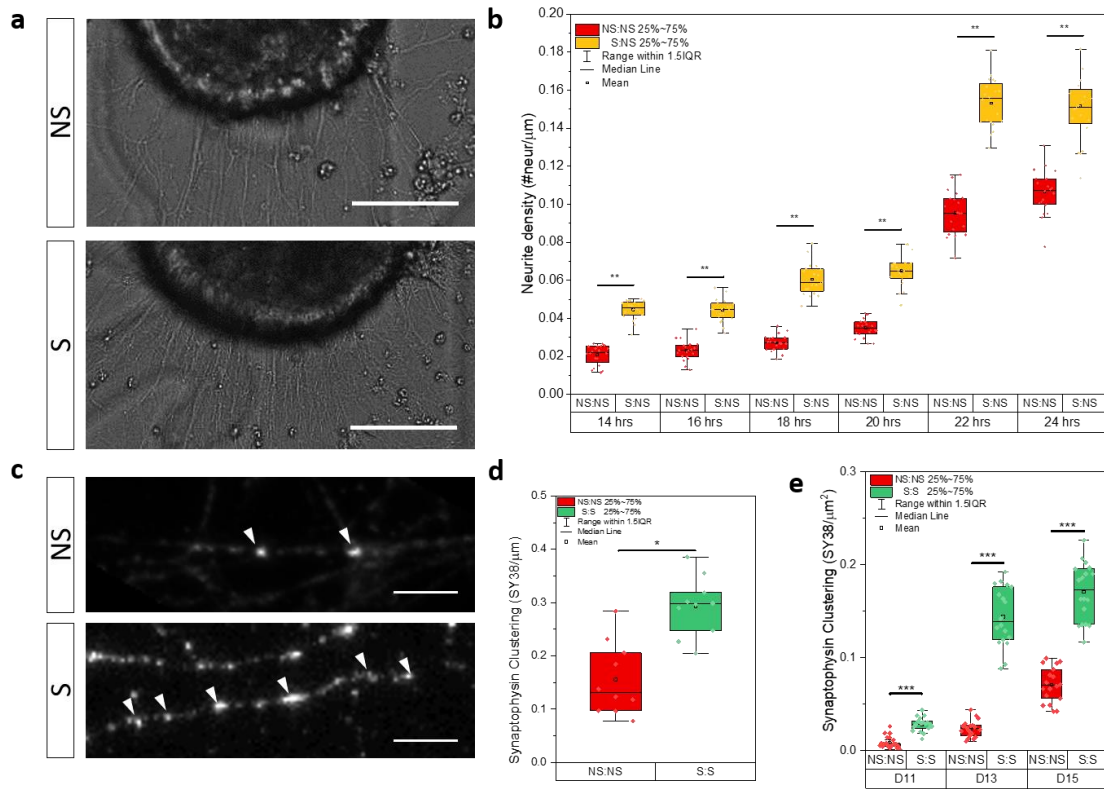 a
NS
S
b
NS:NS 25%~75%
S:NS 25%~75%
Range within 1.5IQR
Median Line
Mean
Neurite density (#neur/µm)
0.20
0.18
0.16
0.14
0.12
0.10
0.08
0.06
0.04
0.02
0.00
** ** ** ** ** **
NS:NS S:NS NS:NS S:NS NS:NS S:NS NS:NS S:NS NS:NS S:NS NS:NS S:NS
14 hrs 16 hrs 18 hrs 20 hrs 22 hrs 24 hrs
c
NS
S
d
NS:NS 25%~75%
S:S 25%~75%
Range within 1.5IQR
Median Line
Mean
Synaptophysin Clustering (SY38/µm)
0.5
0.4
0.3
0.2
0.1
0.0
*
NS:NS S:S
e
NS:NS 25%~75%
S:S 25%~75%
Range within 1.5IQR
Median Line
Mean
Synaptophysin Clustering (SY38/µm²)
0.3
0.2
0.1
0.0
*** *** ***
NS:NS S:S NS:NS S:S NS:NS S:S
D11 D13 D15